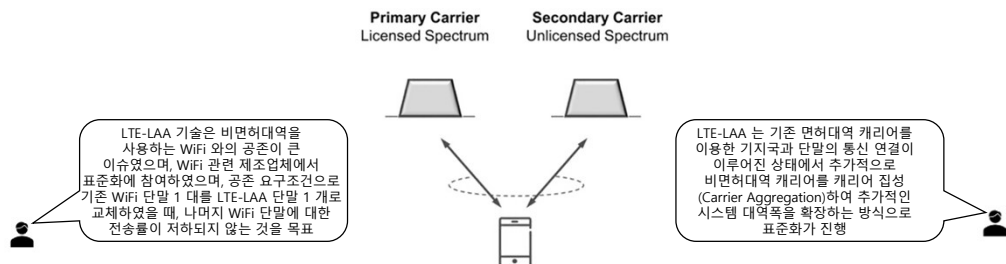 Primary Carrier
Licensed Spectrum
Secondary Carrier
Unlicensed Spectrum
LTE-LAA 기술은 비면허대역을
사용하는 WiFi 와의 공존이 큰
이슈였으며, WiFi 관련 제조업체에서
표준화에 참여하였으며, 공존 요구조건으로
기존 WiFi 단말 1 대를 LTE-LAA 단말 1 개로
교체하였을 때, 나머지 WiFi 단말에 대한
전송률이 저하되지 않는 것을 목표
LTE-LAA 는 기존 면허대역 캐리어를
이용한 기지국과 단말의 통신 연결이
이루어진 상태에서 추가적으로
비면허대역 캐리어를 캐리어 집성
(Carrier Aggregation)하여 추가적인
시스템 대역폭을 확장하는 방식으로
표준화가 진행